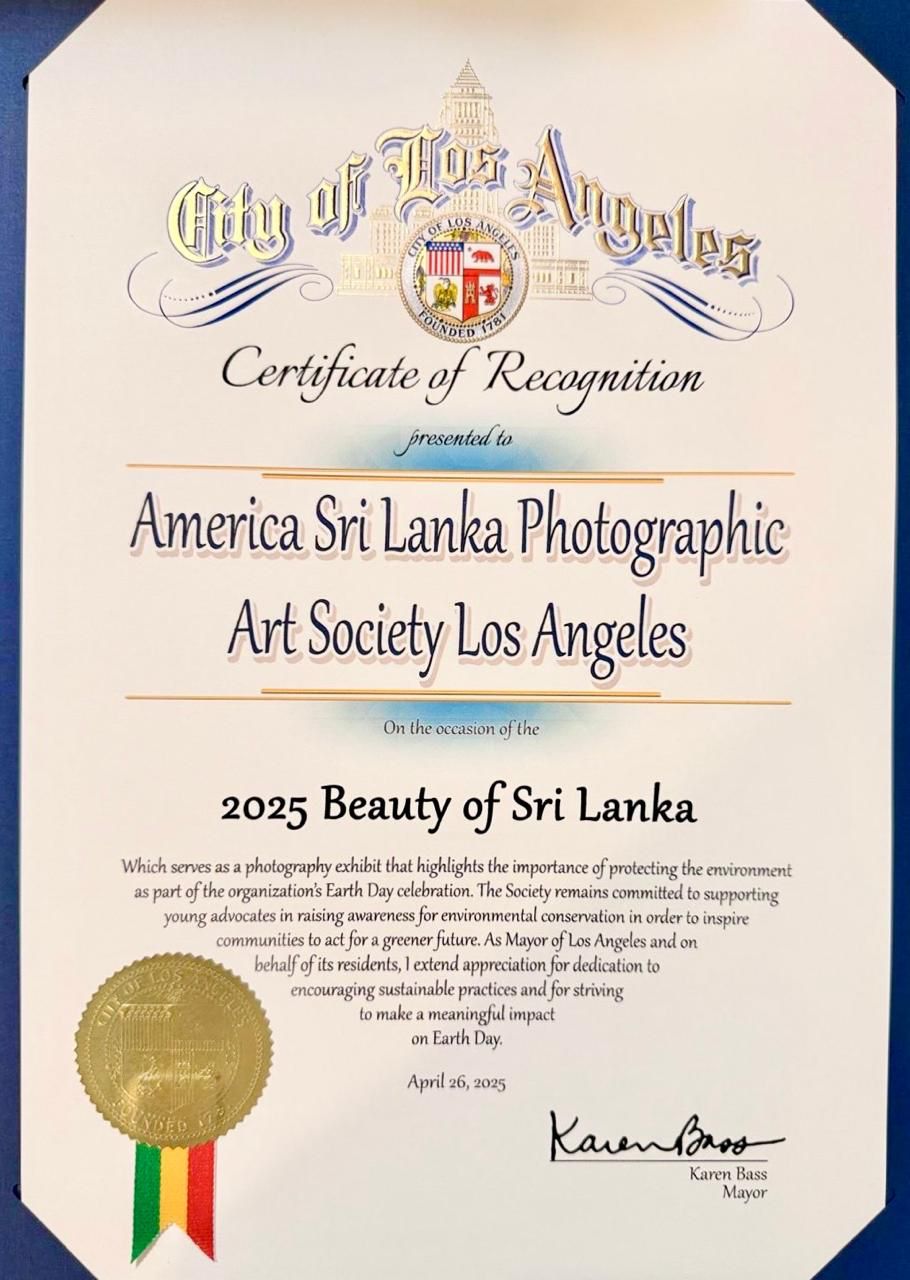 City of Los Angeles
CITY OF LOS ANGELES
FOUNDED 1781
Certificate of Recognition
presented to
America Sri Lanka Photographic
Art Society Los Angeles
On the occasion of the
2025 Beauty of Sri Lanka
Which serves as a photography exhibit that highlights the importance of protecting the environment
as part of the organization's Earth Day celebration. The Society remains committed to supporting
young advocates in raising awareness for environmental conservation in order to inspire
communities to act for a greener future. As Mayor of Los Angeles and on
behalf of its residents, I extend appreciation for dedication to
encouraging sustainable practices and for striving
to make a meaningful impact
on Earth Day.
April 26, 2025
CITY OF LOS ANGELES
FOUNDED
Karen Bass
Karen Bass
Mayor